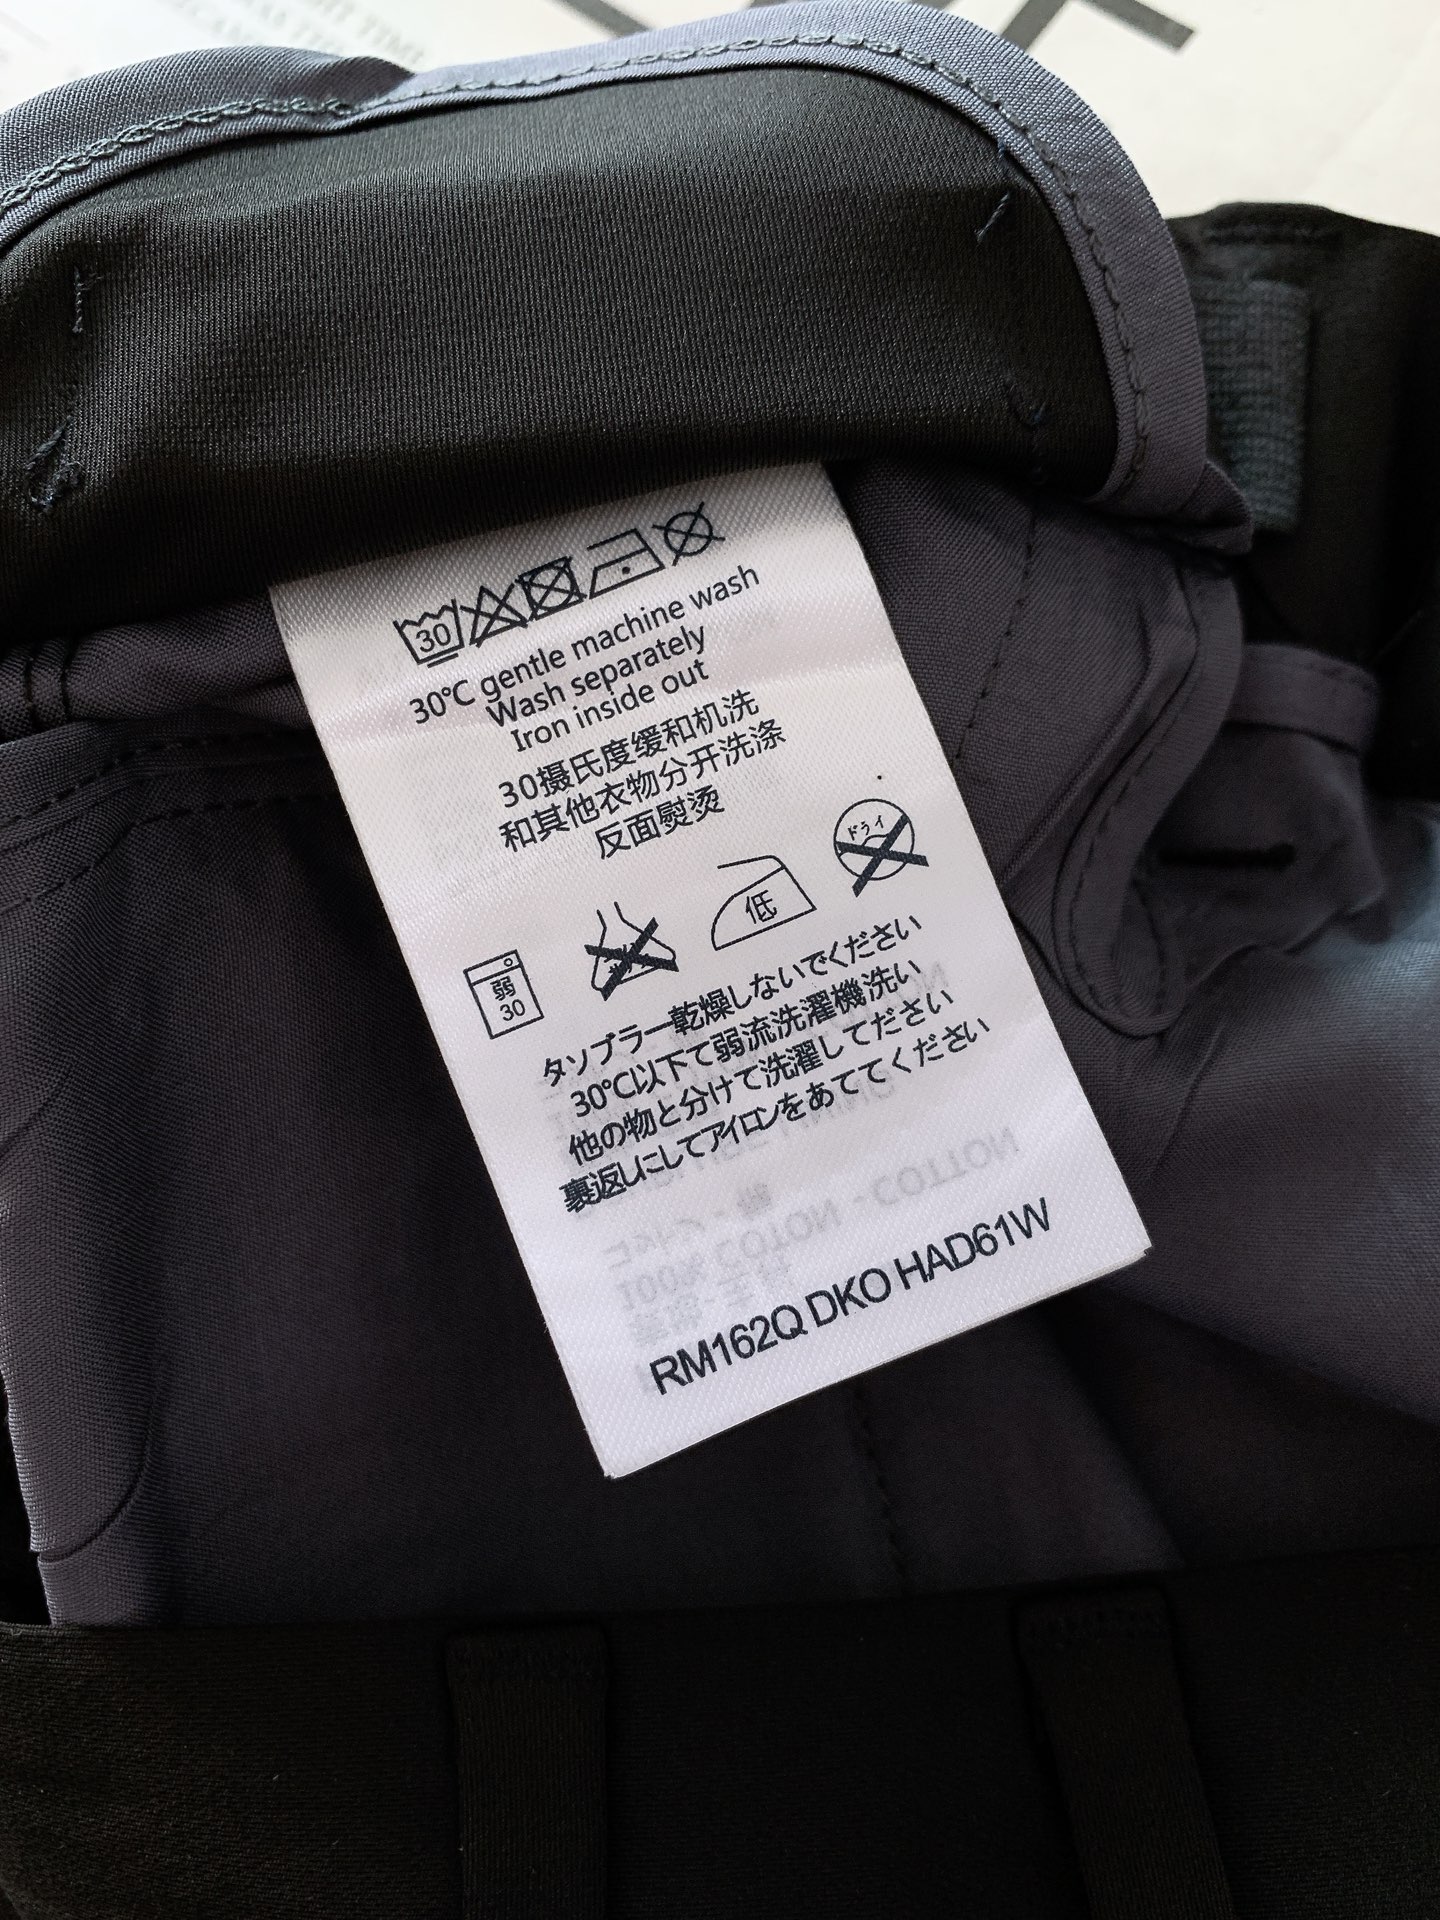 30
30℃ gentle machine wash
Wash separately
Iron inside out
30摄氏度缓和机洗
和其他衣物分开洗涤
反面熨烫
弱
30
低
ドライ
タソブラー乾燥しないでください
30℃以下て弱流洗濯機洗い
他の物と分けて洗濯してださい
裏返しにしてアイロンをあててください
RM162Q DKO HAD61W